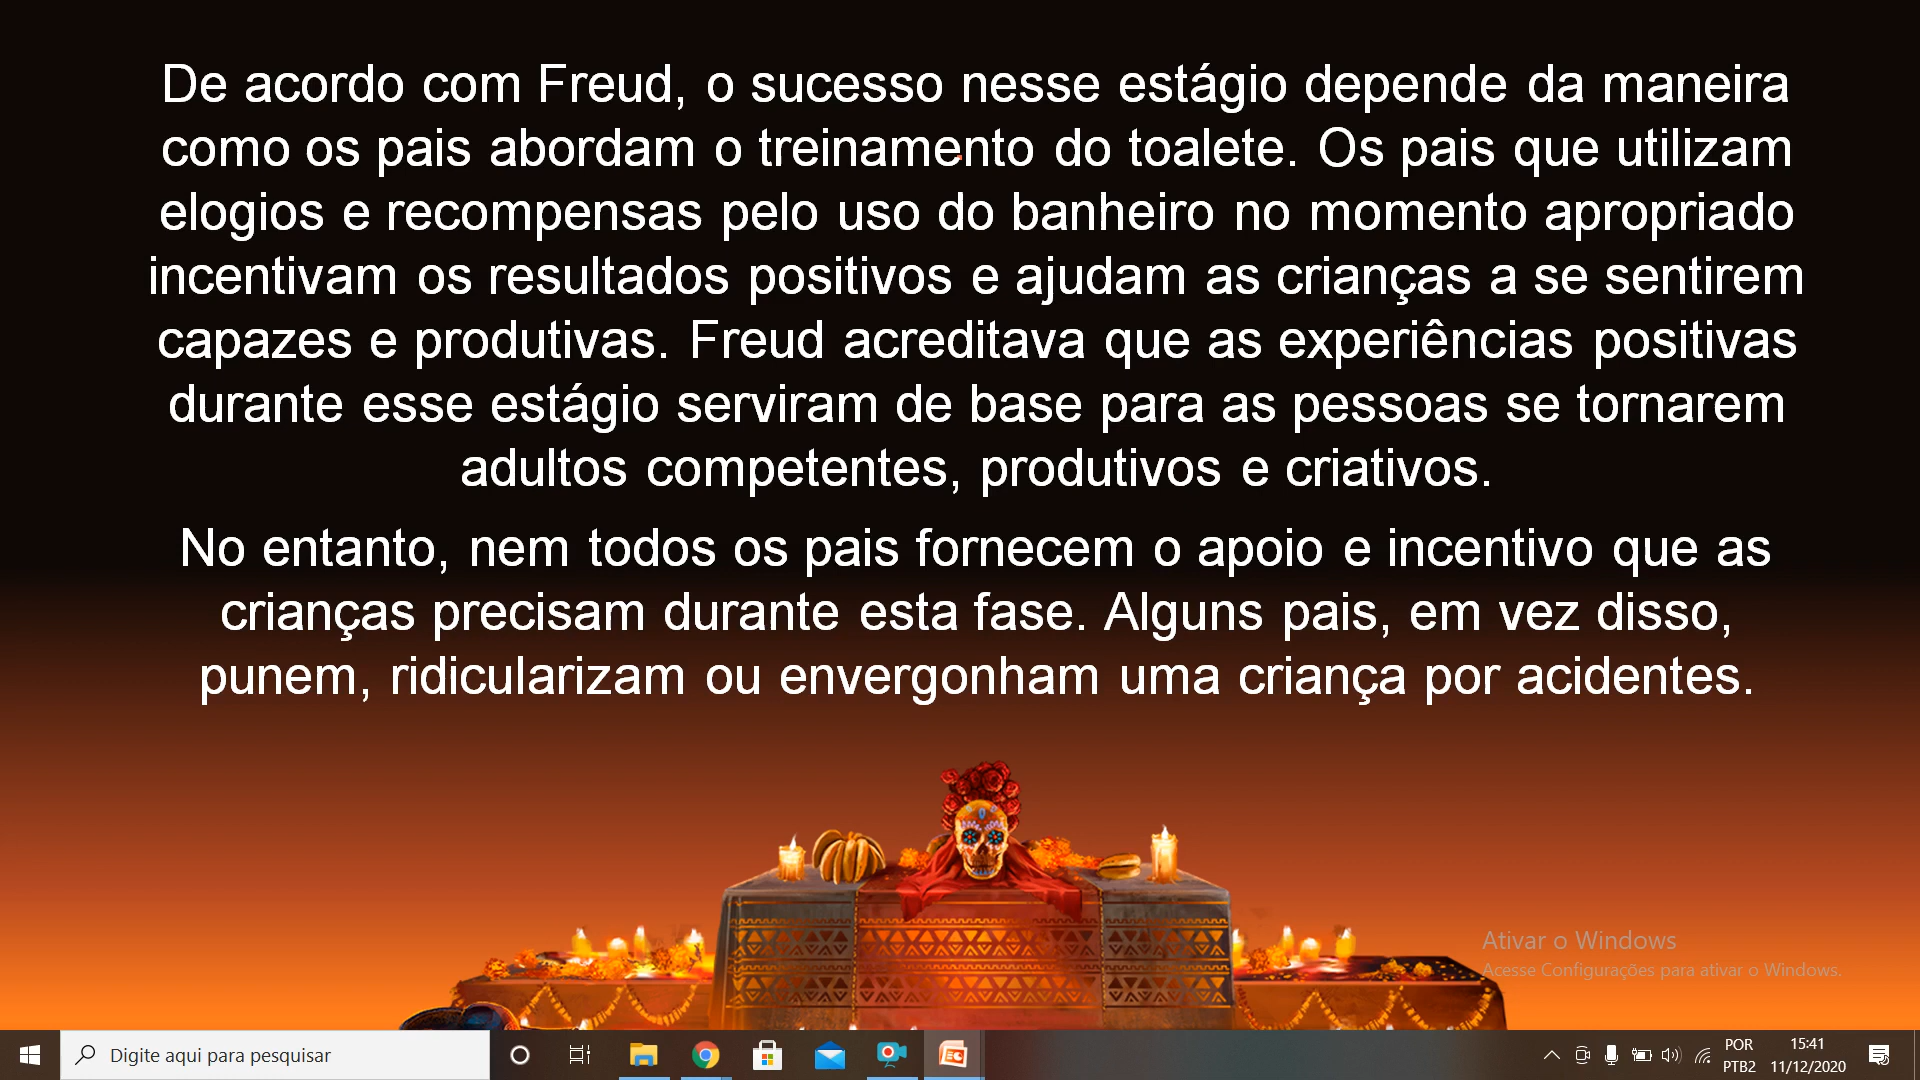 De acordo com Freud, o sucesso nesse estágio depende da maneira
como os pais abordam o treinamento do toalete. Os pais que utilizam
elogios e recompensas pelo uso do banheiro no momento apropriado
incentivam os resultados positivos e ajudam as crianças a se sentirem
capazes e produtivas. Freud acreditava que as experiências positivas
durante esse estágio serviram de base para as pessoas se tornarem
adultos competentes, produtivos e criativos.
No entanto, nem todos os pais fornecem o apoio e incentivo que as
crianças precisam durante esta fase. Alguns pais, em vez disso,
punem, ridicularizam ou envergonham uma criança por acidentes.
Ativar o Windows
Acesse Configurações para ativar o Windows.
Digite aqui para pesquisar
POR
PTB2
15:41
11/12/2020